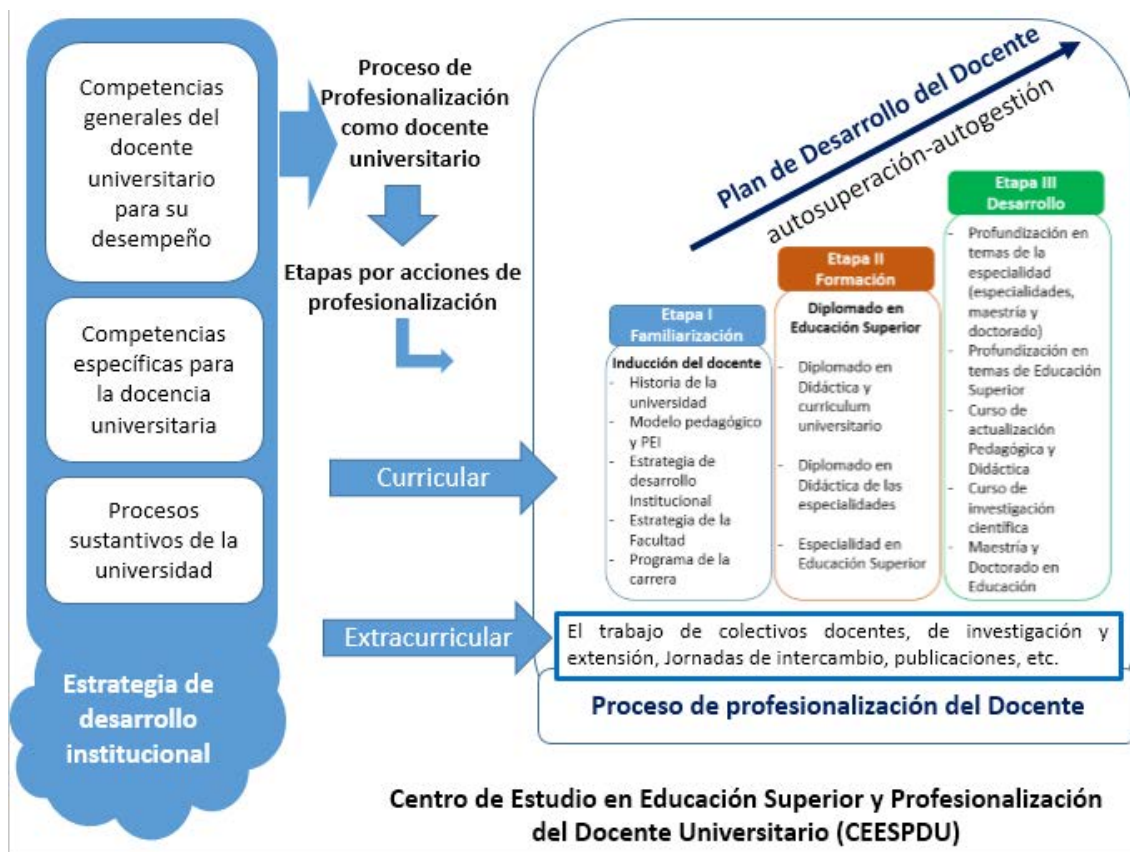 Competencias
generales del
docente
universitario
para su
desempeño
Competencias
específicas para
la docencia
universitaria
Procesos
sustantivos de la
universidad
Estrategia de
desarrollo
institucional
Proceso de
Profesionalización
como docente
universitario
Etapas por acciones de
profesionalización
Curricular
Extracurricular
Plan de Desarrollo del Docente
autosuperación-autogestión
Etapa I
Familiarización
Inducción del docente
- Historia de la
universidad
- Modelo pedagógico
y PEI
- Estrategia de
desarrollo
Institucional
- Estrategia de la
Facultad
- Programa de la
carrera
Etapa II
Formación
Diplomado en
Educación Superior
- Diplomado en
Didáctica y
curriculum
universitario
- Diplomado en
Didáctica de las
especialidades
- Especialidad en
Educación Superior
Etapa III
Desarrollo
- Profundización en
temas de la
especialidad
(especialidades,
maestría y
doctorado)
- Profundización en
temas de Educación
Superior
- Curso de
actualización
Pedagógica y
Didáctica
- Curso de
investigación
científica
- Maestría y
Doctorado en
Educación
El trabajo de colectivos docentes, de investigación y
extensión, Jornadas de intercambio, publicaciones, etc.
Proceso de profesionalización del Docente
Centro de Estudio en Educación Superior y Profesionalización
del Docente Universitario (CEESPDU)